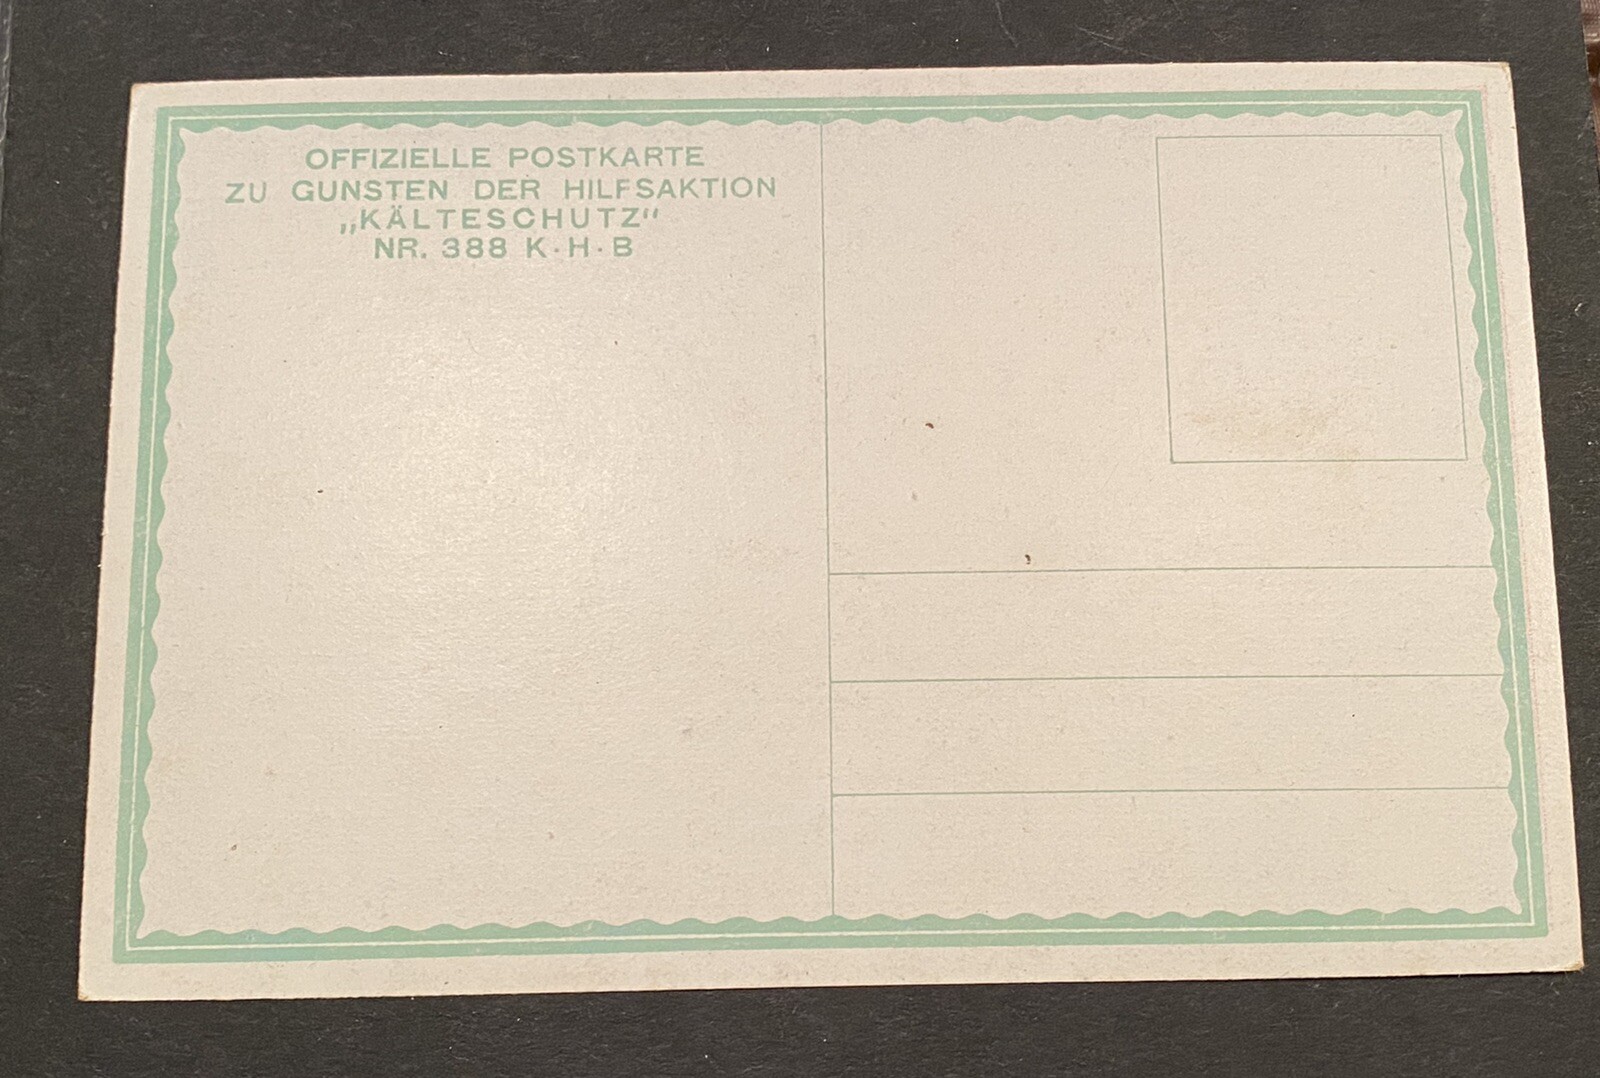 OFFIZIELLE POSTKARTE
ZU GUNSTEN DER HILFSAKTION
„KÄLTESCHUTZ"
NR. 388 K·H·B